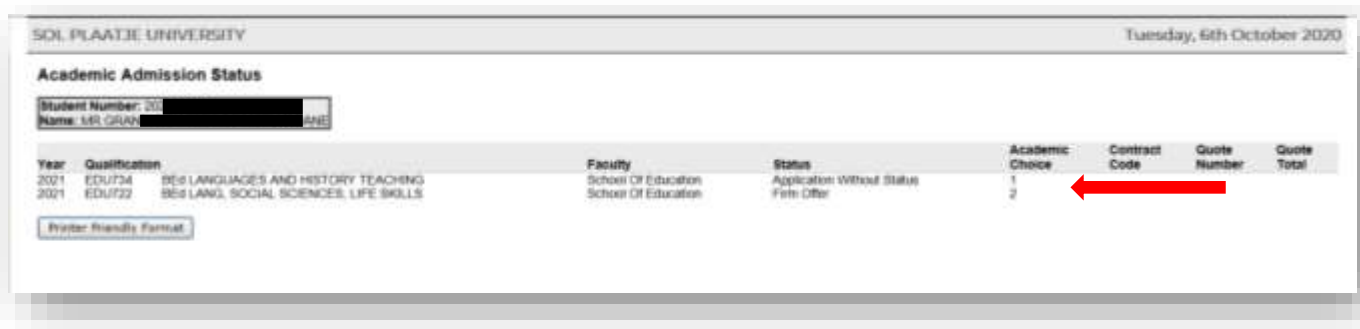 SOL PLAATJE UNIVERSITY Tuesday, 6th October 2020
Academic Admission Status
Student Number: 202
Name: MR GRAN ANE
Year Qualification Faculty Status Academic Choice Contract Code Quote Number Quote Total
2021 EDU734 BEd LANGUAGES AND HISTORY TEACHING School Of Education Application Without Status 1
2021 EDU722 BEd LANG, SOCIAL SCIENCES, LIFE SKILLS School Of Education Firm Offer 2
Printer Friendly Format